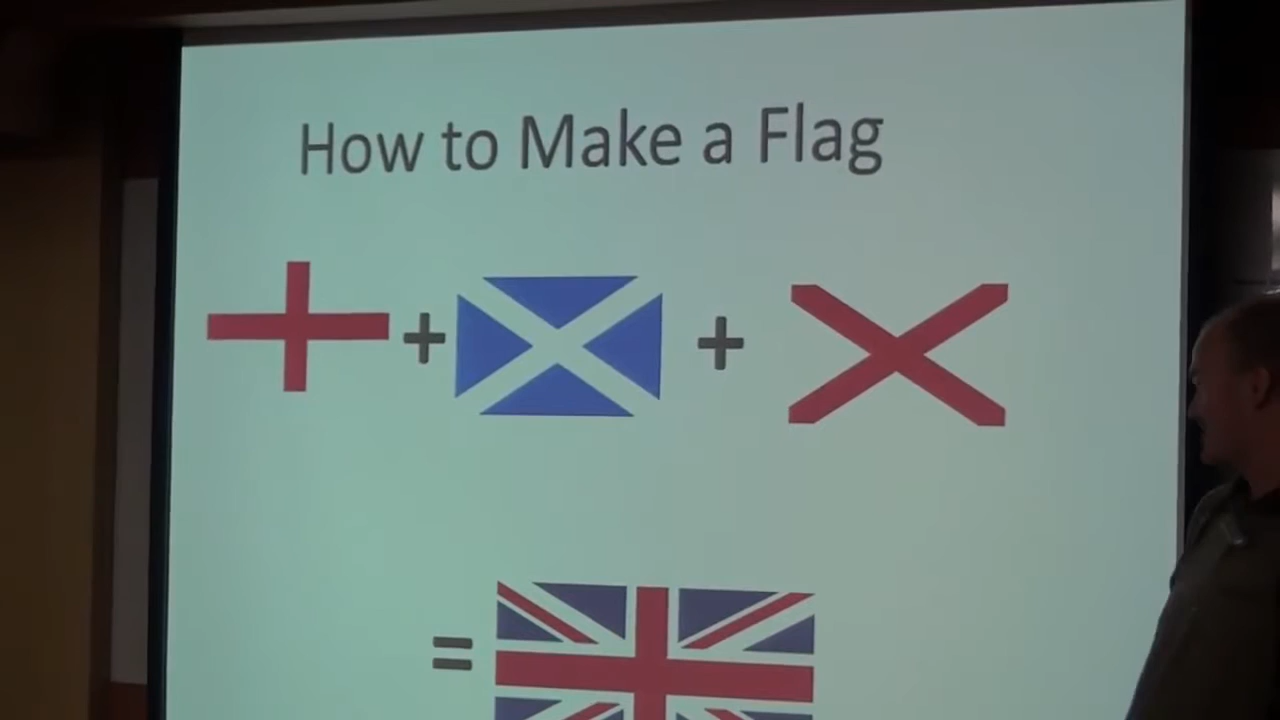 How to Make a Flag
+ +
=